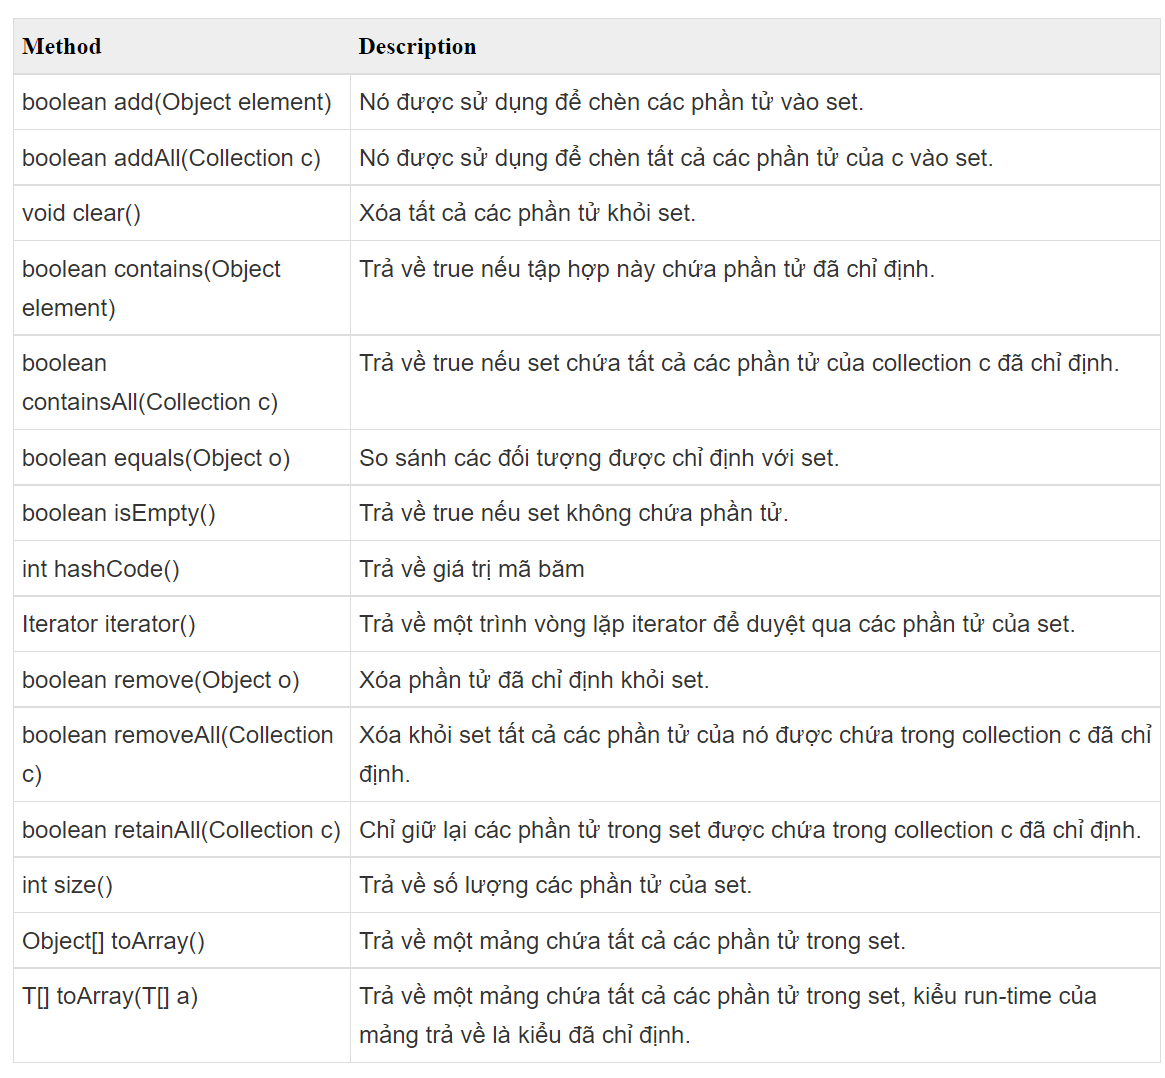 Method Description
boolean add(Object element) Nó được sử dụng để chèn các phần tử vào set.
boolean addAll(Collection c) Nó được sử dụng để chèn tất cả các phần tử của c vào set.
void clear() Xóa tất cả các phần tử khỏi set.
boolean contains(Object Trả về true nếu tập hợp này chứa phần tử đã chỉ định.
element)
boolean Trả về true nếu set chứa tất cả các phần tử của collection c đã chỉ định.
containsAll(Collection c)
boolean equals(Object o) So sánh các đối tượng được chỉ định với set.
boolean isEmpty() Trả về true nếu set không chứa phần tử.
int hashCode() Trả về giá trị mã băm
Iterator iterator() Trả về một trình vòng lặp iterator để duyệt qua các phần tử của set.
boolean remove(Object o) Xóa phần tử đã chỉ định khỏi set.
boolean removeAll(Collection Xóa khỏi set tất cả các phần tử của nó được chứa trong collection c đã chỉ
c) định.
boolean retainAll(Collection c) Chỉ giữ lại các phần tử trong set được chứa trong collection c đã chỉ định.
int size() Trả về số lượng các phần tử của set.
Object[] toArray() Trả về một mảng chứa tất cả các phần tử trong set.
T[] toArray(T[] a) Trả về một mảng chứa tất cả các phần tử trong set, kiểu run-time của
mảng trả về là kiểu đã chỉ định.